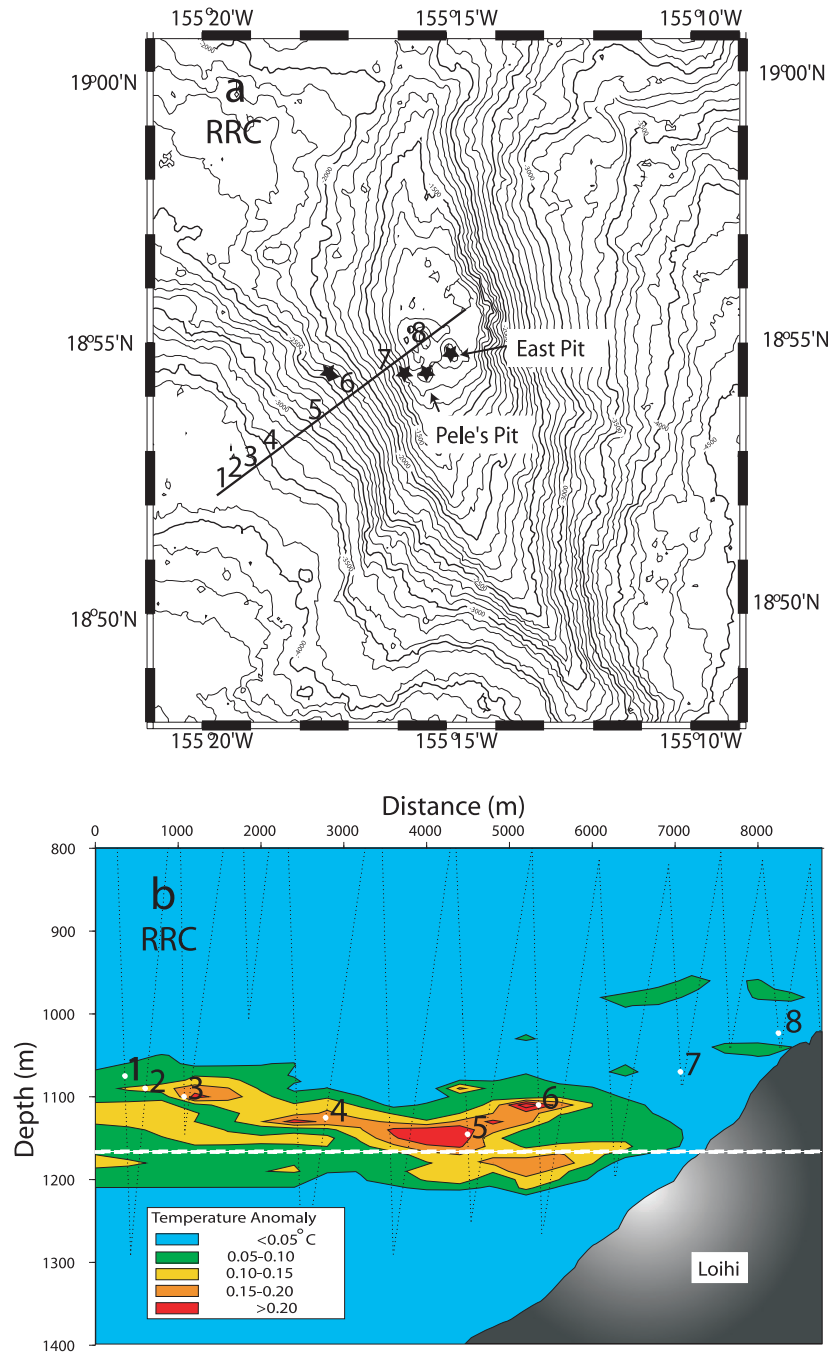 155°20'W 155°15'W 155°10'W
19°00'N 19°00'N
a
RRC
18°55'N 18°55'N
8
7
East Pit
6
5
Pele's Pit
4
3
2
1
18°50'N 18°50'N
155°20'W 155°15'W 155°10'W
Distance (m)
0 1000 2000 3000 4000 5000 6000 7000 8000
800
b
RRC
900
1000
8
1 7
2 3 6
1100
4
5
Depth (m)
1200
Temperature Anomaly
<0.05°C
0.05-0.10
0.10-0.15
0.15-0.20
>0.20
1300
Loihi
1400